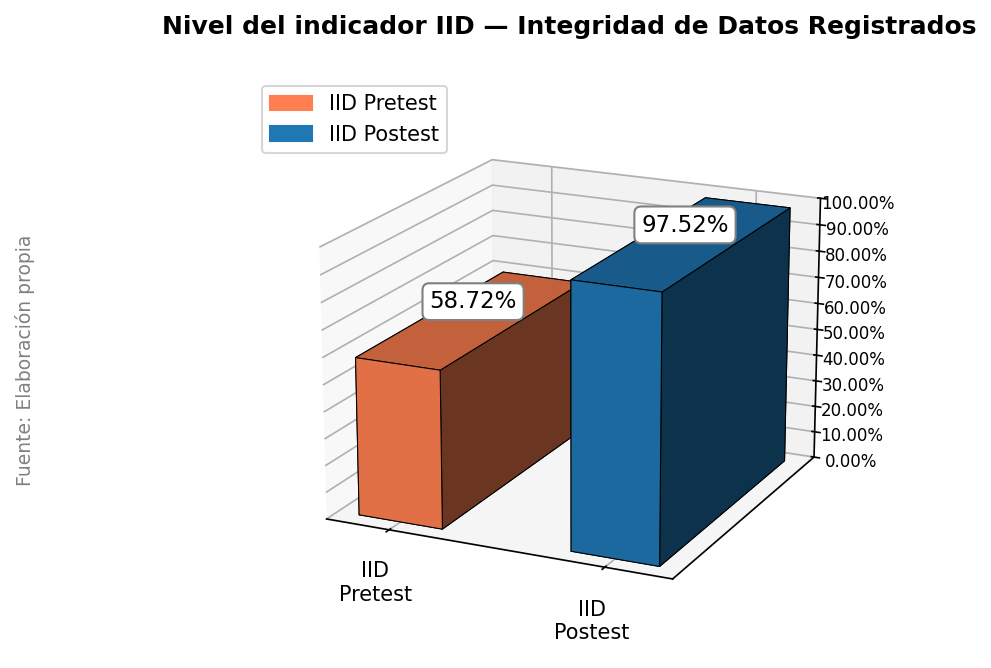 Nivel del indicador IID — Integridad de Datos Registrados
IID Pretest
IID Postest
58.72%
97.52%
100.00%
90.00%
80.00%
70.00%
60.00%
50.00%
40.00%
30.00%
20.00%
10.00%
0.00%
IID
Pretest
IID
Postest
Fuente: Elaboración propia